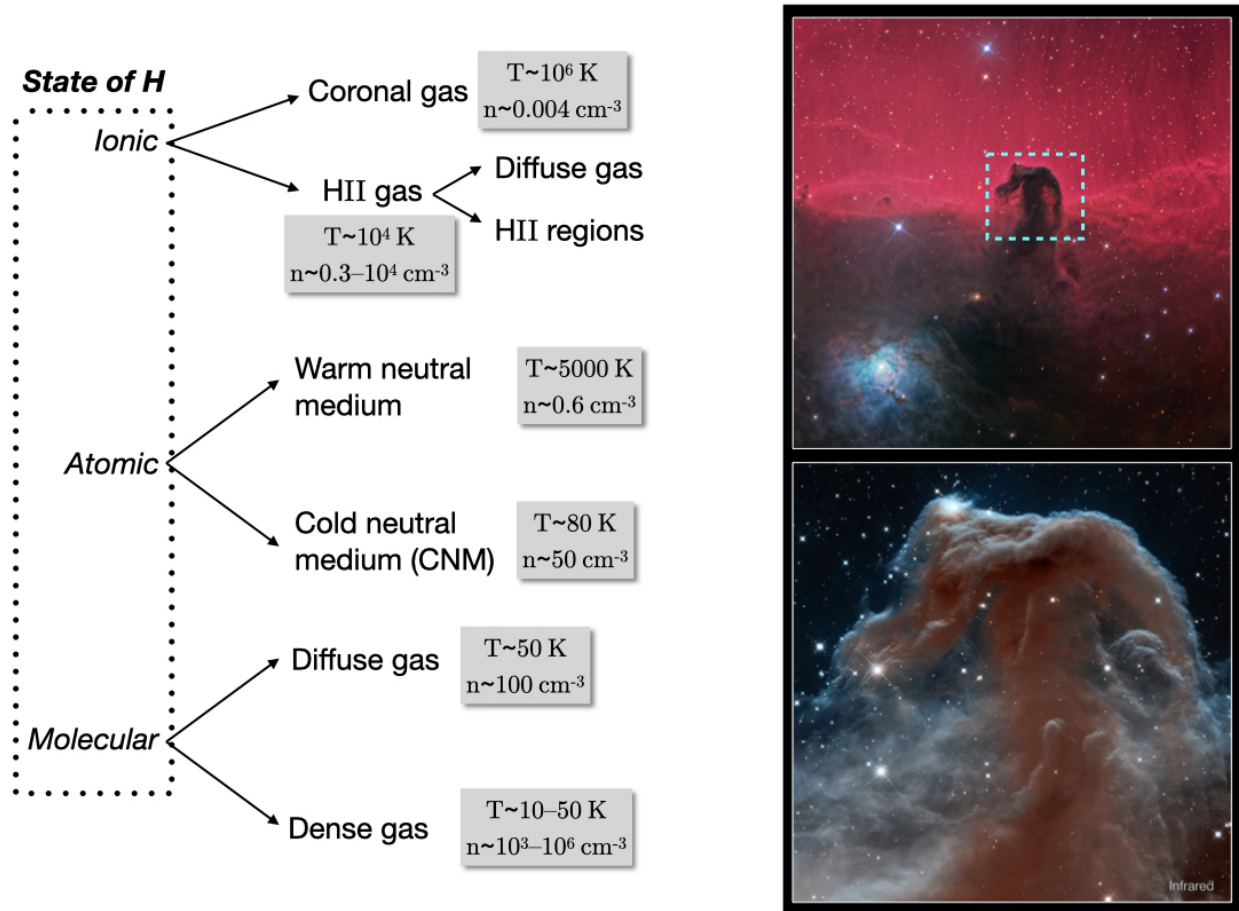 State of H
Ionic
Coronal gas
T~10⁶ K
n~0.004 cm⁻³
HII gas
T~10⁴ K
n~0.3–10⁴ cm⁻³
Diffuse gas
HII regions
Atomic
Warm neutral
medium
T~5000 K
n~0.6 cm⁻³
Cold neutral
medium (CNM)
T~80 K
n~50 cm⁻³
Molecular
Diffuse gas
T~50 K
n~100 cm⁻³
Dense gas
T~10–50 K
n~10³–10⁶ cm⁻³
Infrared